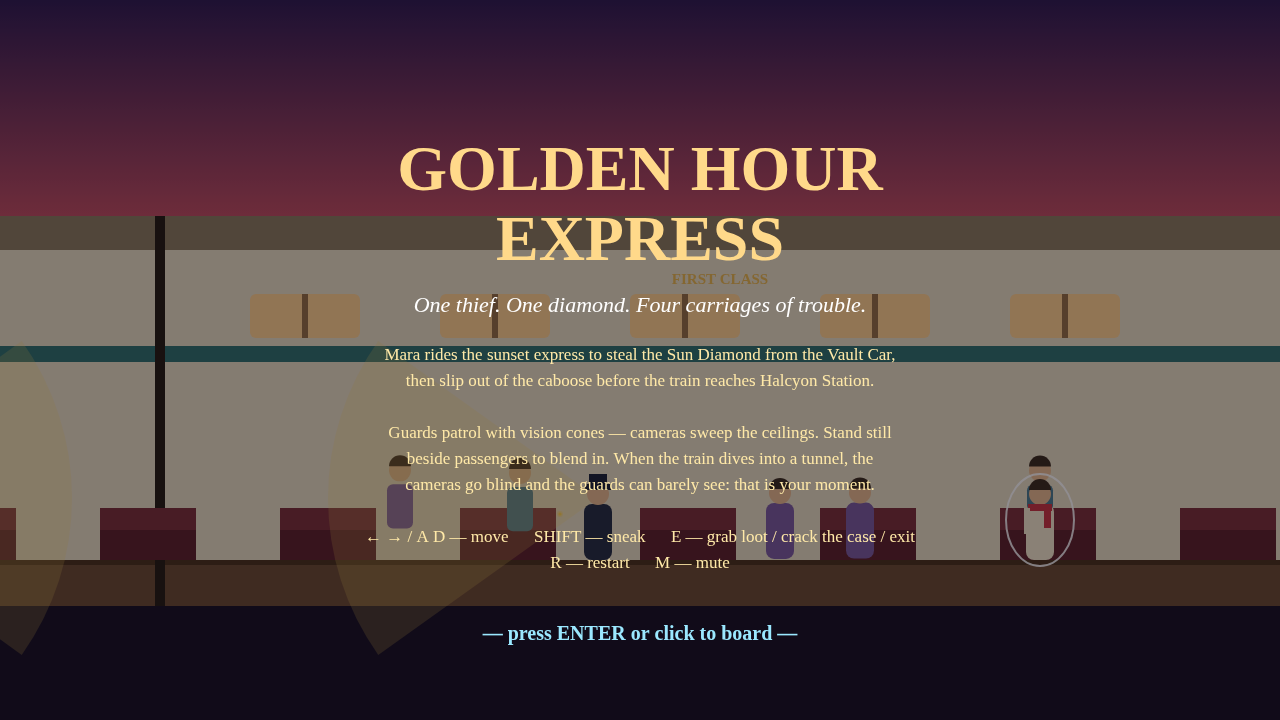 GOLDEN HOUR
EXPRESS
FIRST CLASS
One thief. One diamond. Four carriages of trouble.
Mara rides the sunset express to steal the Sun Diamond from the Vault Car,
then slip out of the caboose before the train reaches Halcyon Station.
Guards patrol with vision cones — cameras sweep the ceilings. Stand still
beside passengers to blend in. When the train dives into a tunnel, the
cameras go blind and the guards can barely see: that is your moment.
← → / A D — move SHIFT — sneak E — grab loot / crack the case / exit
R — restart M — mute
— press ENTER or click to board —